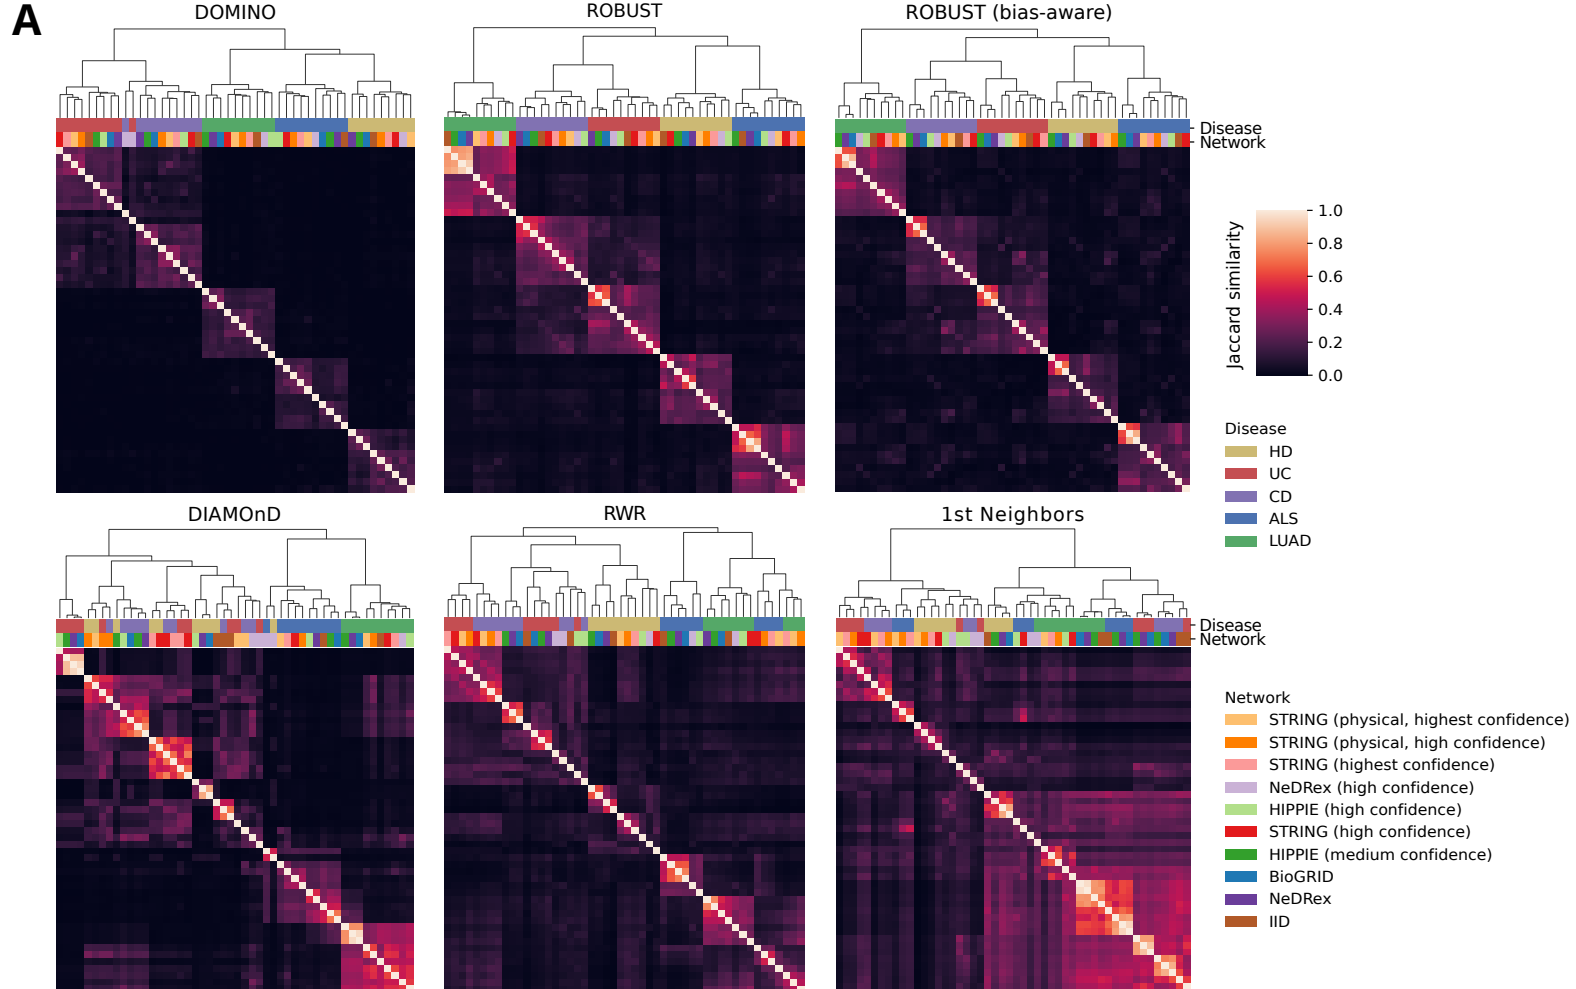 A
DOMINO
ROBUST
ROBUST (bias-aware)
Disease
Network
Jaccard similarity
1.0
0.8
0.6
0.4
0.2
0.0
Disease
HD
UC
CD
ALS
LUAD
DIAMOnD
RWR
1st Neighbors
Disease
Network
Network
STRING (physical, highest confidence)
STRING (physical, high confidence)
STRING (highest confidence)
NeDRex (high confidence)
HIPPIE (high confidence)
STRING (high confidence)
HIPPIE (medium confidence)
BioGRID
NeDRex
IID